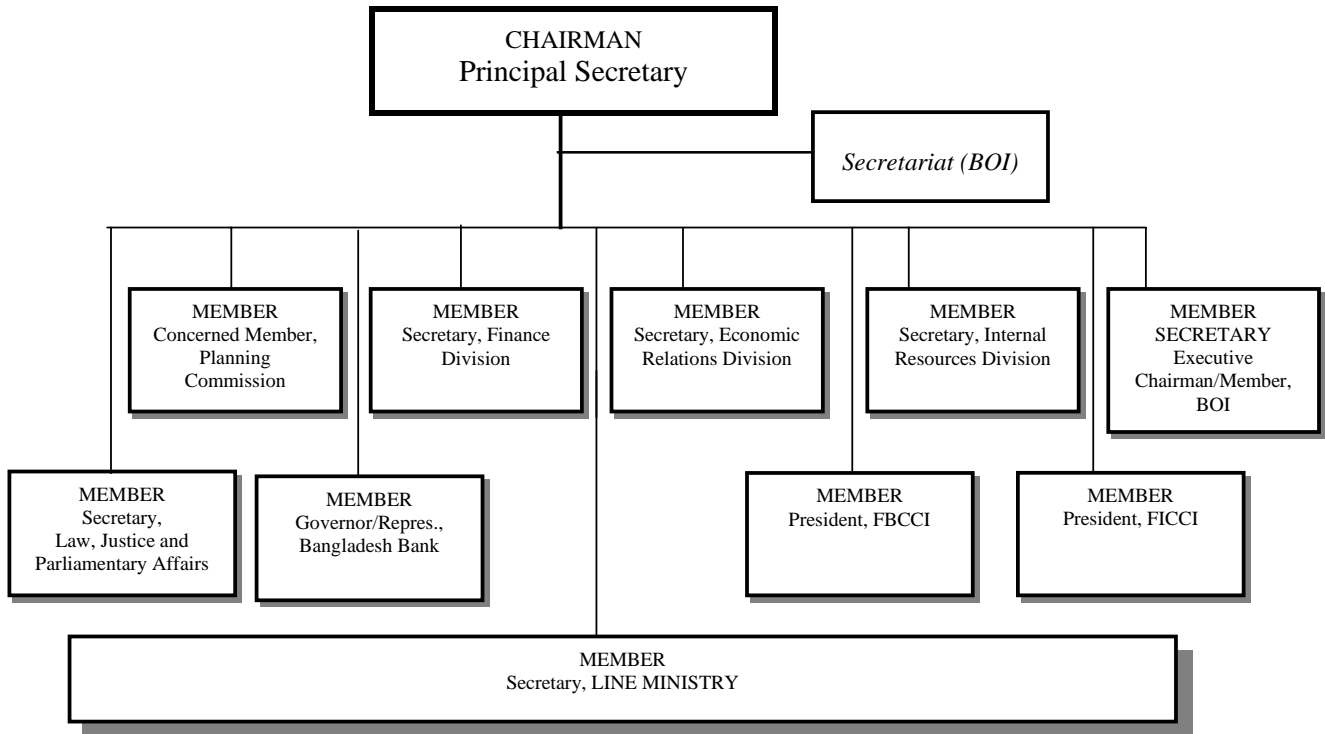 CHAIRMAN
Principal Secretary
Secretariat (BOI)
MEMBER
Concerned Member,
Planning
Commission
MEMBER
Secretary, Finance
Division
MEMBER
Secretary, Economic
Relations Division
MEMBER
Secretary, Internal
Resources Division
MEMBER
SECRETARY
Executive
Chairman/Member,
BOI
MEMBER
Secretary,
Law, Justice and
Parliamentary Affairs
MEMBER
Governor/Repres.,
Bangladesh Bank
MEMBER
President, FBCCI
MEMBER
President, FICCI
MEMBER
Secretary, LINE MINISTRY